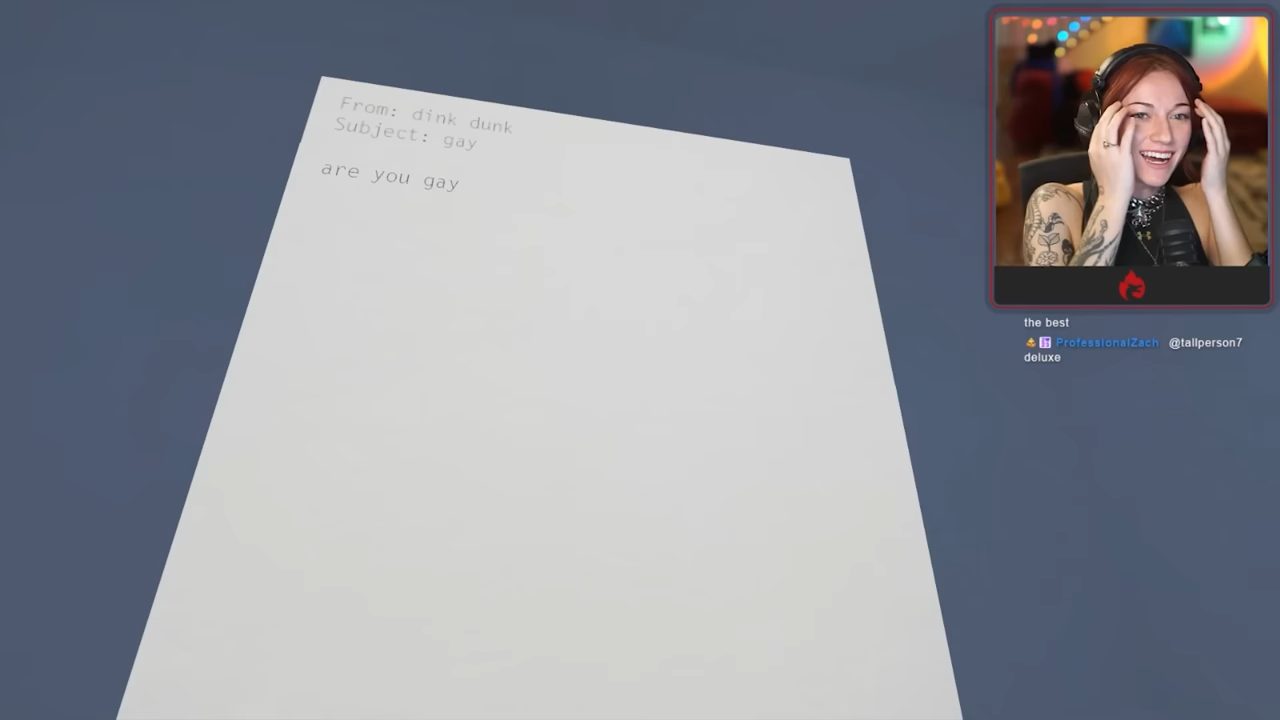 From: dink dunk
Subject: gay
are you gay
the best
ProfessionalZach @tallperson7
deluxe